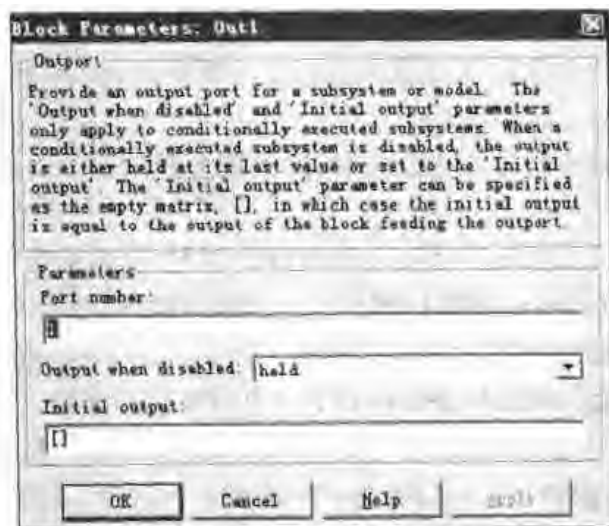 Block Parameters: Out1
Outport
Provide an output port for a subsystem or model. The
'Output when disabled' and 'Initial output' parameters
only apply to conditionally executed subsystems. When a
conditionally executed subsystem is disabled, the output
is either held at its last value or set to the 'Initial
output'. The 'Initial output' parameter can be specified
as the empty matrix, [], in which case the initial output
is equal to the output of the block feeding the outport.
Parameters
Port number:
1
Output when disabled: held
Initial output:
[]
OK Cancel Help Apply